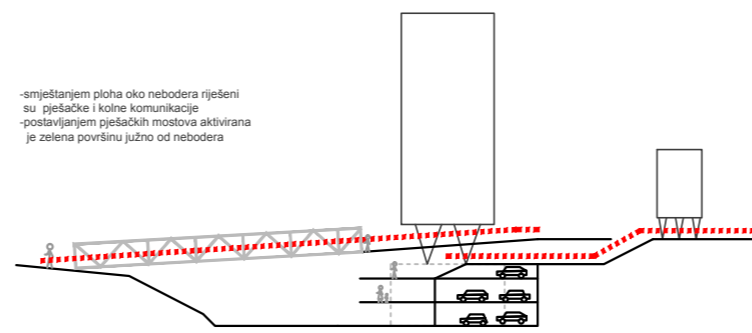 -smještanjem ploha oko nebodera riješeni
su pješačke i kolne komunikacije
-postavljanjem pješačkih mostova aktivirana
je zelena površinu južno od nebodera